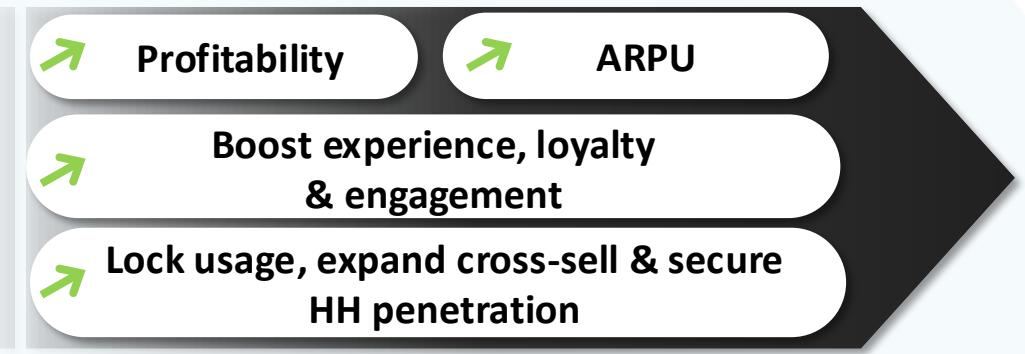 Profitability
ARPU
Boost experience, loyalty
& engagement
Lock usage, expand cross-sell & secure
HH penetration